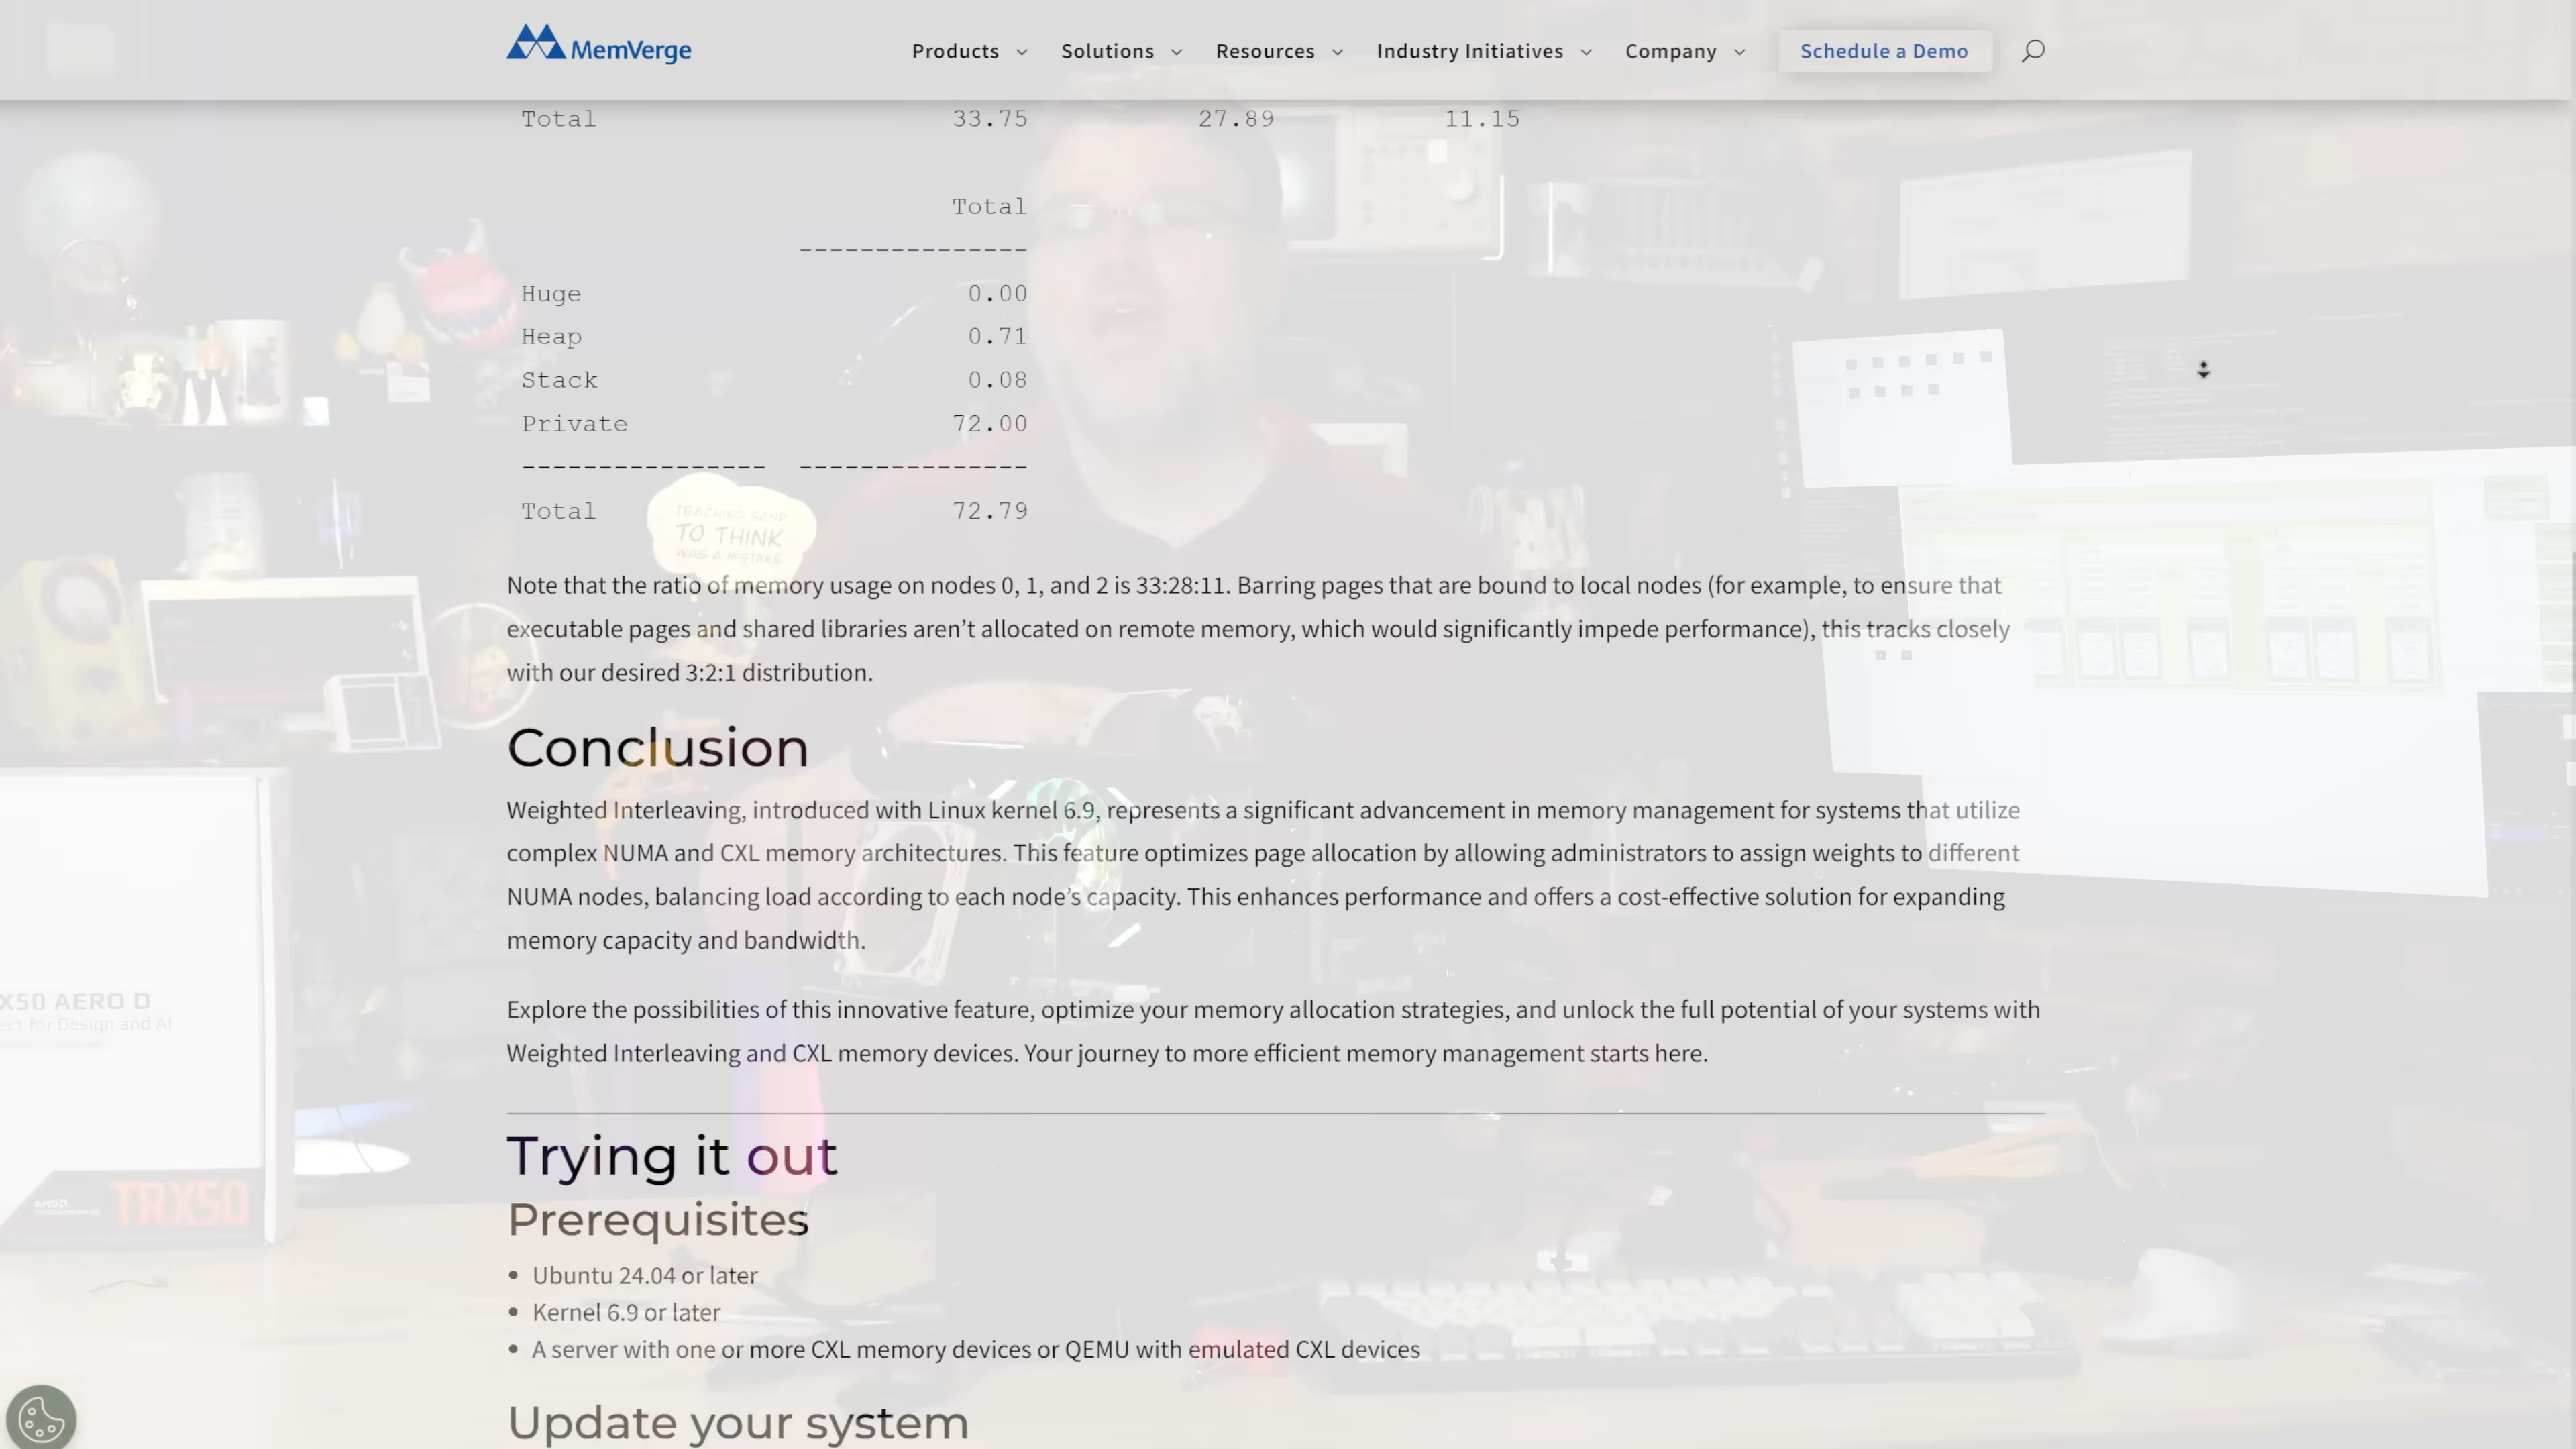 MemVerge
Products Solutions Resources Industry Initiatives Company Schedule a Demo
Total 33.75 27.89 11.15
Total
--------------
Huge 0.00
Heap 0.71
Stack 0.08
Private 72.00
---------------- ---------------
Total 72.79
TEACHING SAND
TO THINK
WAS A MISTAKE
Note that the ratio of memory usage on nodes 0, 1, and 2 is 33:28:11. Barring pages that are bound to local nodes (for example, to ensure that
executable pages and shared libraries aren’t allocated on remote memory, which would significantly impede performance), this tracks closely
with our desired 3:2:1 distribution.
Conclusion
Weighted Interleaving, introduced with Linux kernel 6.9, represents a significant advancement in memory management for systems that utilize
complex NUMA and CXL memory architectures. This feature optimizes page allocation by allowing administrators to assign weights to different
NUMA nodes, balancing load according to each node’s capacity. This enhances performance and offers a cost-effective solution for expanding
memory capacity and bandwidth.
Explore the possibilities of this innovative feature, optimize your memory allocation strategies, and unlock the full potential of your systems with
Weighted Interleaving and CXL memory devices. Your journey to more efficient memory management starts here.
X50 AERO D
ect for Design and AI
TRX50
Trying it out
Prerequisites
• Ubuntu 24.04 or later
• Kernel 6.9 or later
• A server with one or more CXL memory devices or QEMU with emulated CXL devices
Update your system